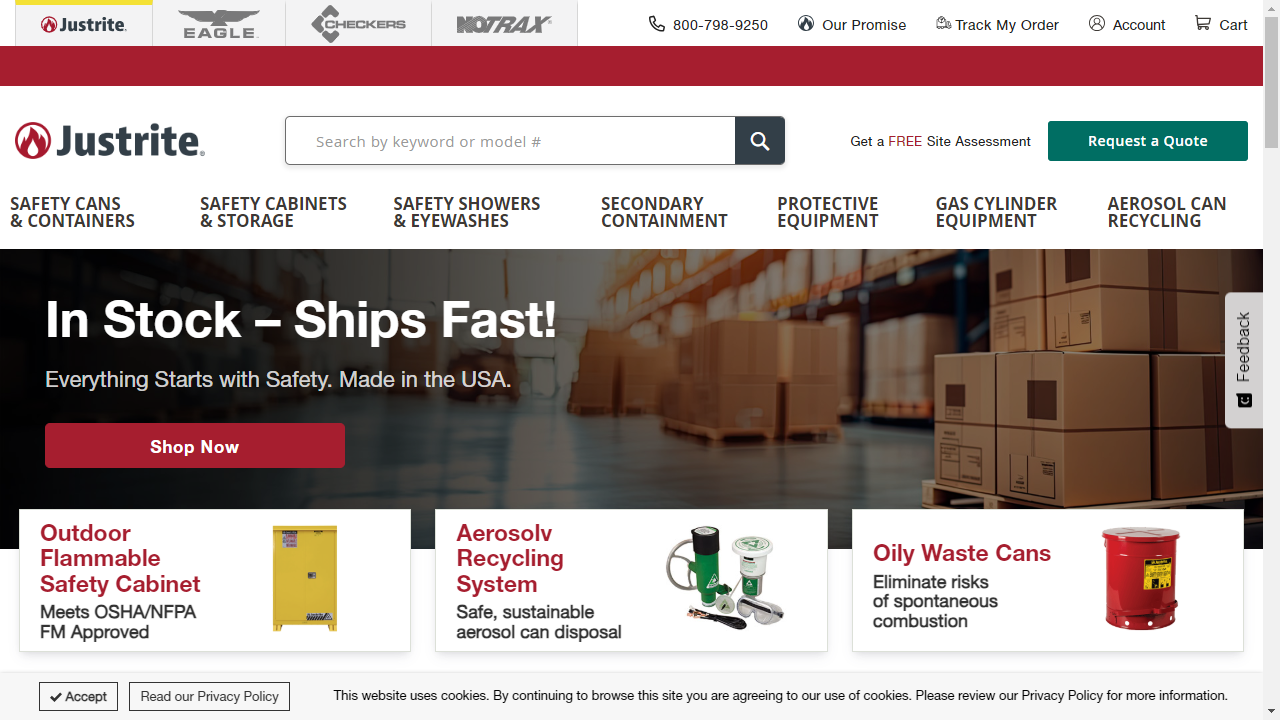 Justrite.
EAGLE
CHECKERS
NOTRAX®
800-798-9250
Our Promise
Track My Order
Account
Cart
Justrite®
Search by keyword or model #
Get a FREE Site Assessment
Request a Quote
SAFETY CANS
& CONTAINERS
SAFETY CABINETS
& STORAGE
SAFETY SHOWERS
& EYEWASHES
SECONDARY
CONTAINMENT
PROTECTIVE
EQUIPMENT
GAS CYLINDER
EQUIPMENT
AEROSOL CAN
RECYCLING
In Stock – Ships Fast!
Everything Starts with Safety. Made in the USA.
Shop Now
Feedback
Outdoor
Flammable
Safety Cabinet
Meets OSHA/NFPA
FM Approved
Aerosolv
Recycling
System
Safe, sustainable
aerosol can disposal
Oily Waste Cans
Eliminate risks
of spontaneous
combustion
Accept
Read our Privacy Policy
This website uses cookies. By continuing to browse this site you are agreeing to our use of cookies. Please review our Privacy Policy for more information.